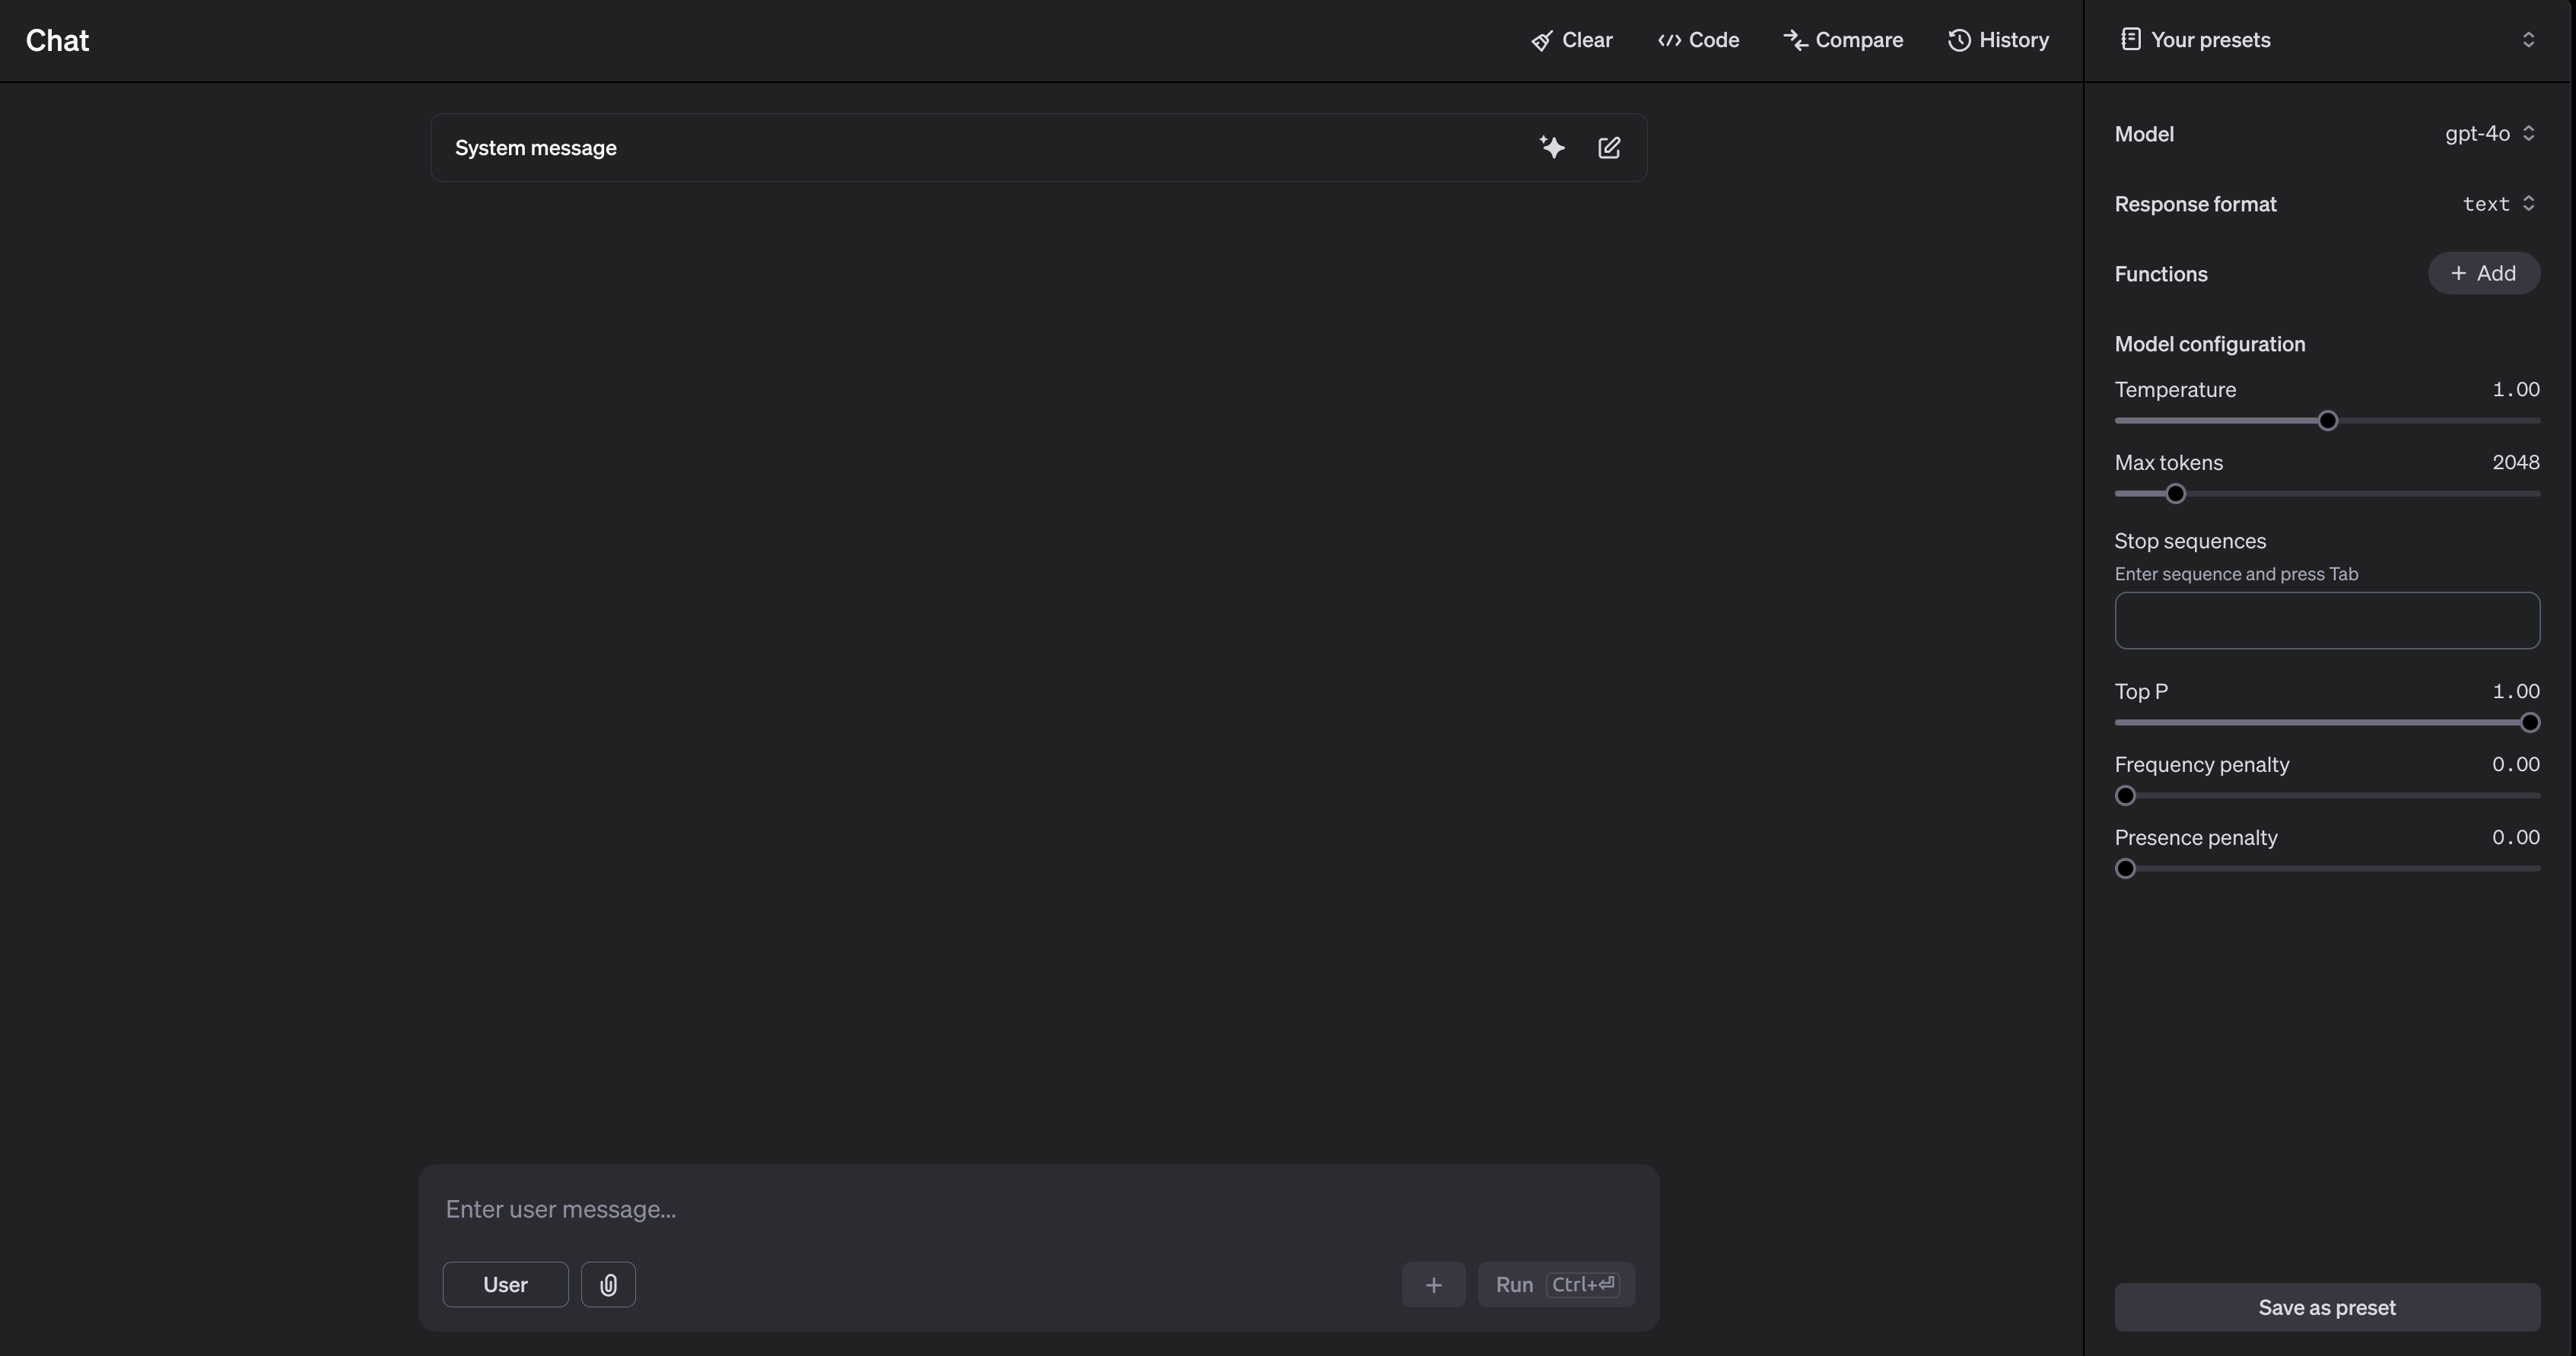 Chat
Clear
Code
Compare
History
Your presets
System message
Model
gpt-4o
Response format
text
Functions
+ Add
Model configuration
Temperature
1.00
Max tokens
2048
Stop sequences
Enter sequence and press Tab
Top P
1.00
Frequency penalty
0.00
Presence penalty
0.00
Enter user message...
User
+
Run Ctrl+⏎
Save as preset